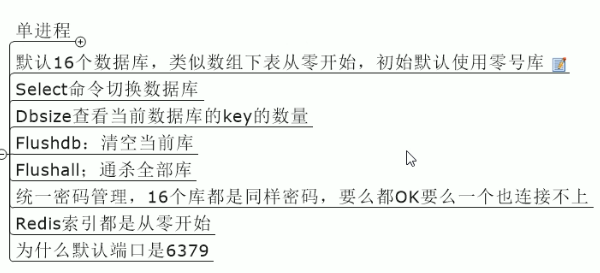 单进程
默认16个数据库，类似数组下表从零开始，初始默认使用零号库
Select命令切换数据库
Dbsize查看当前数据库的key的数量
Flushdb：清空当前库
Flushall；通杀全部库
统一密码管理，16个库都是同样密码，要么都OK要么一个也连接不上
Redis索引都是从零开始
为什么默认端口是6379